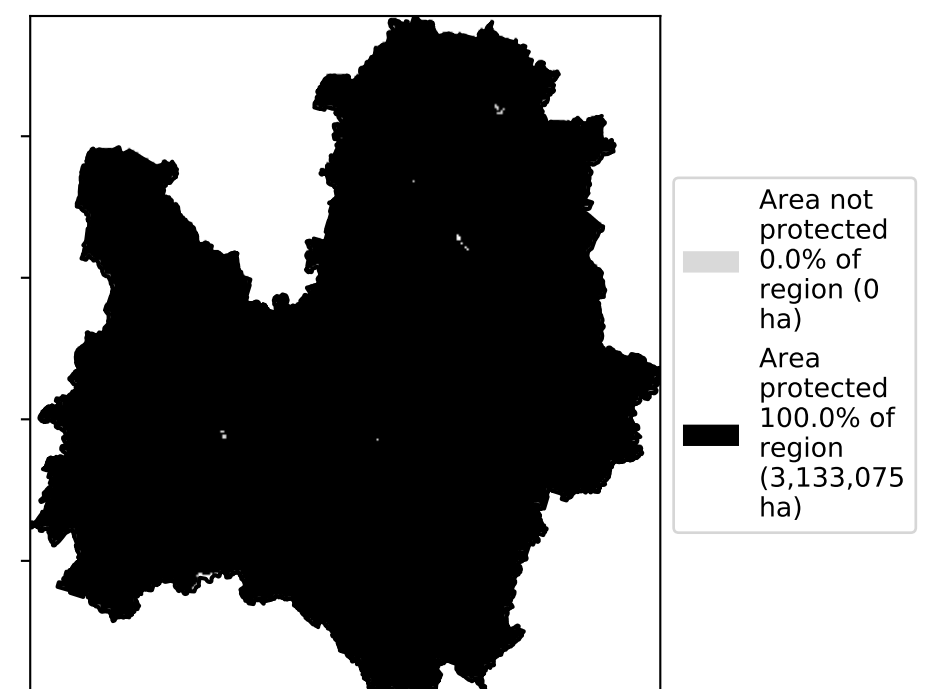 Area not
protected
0.0% of
region (0
ha)
Area
protected
100.0% of
region
(3,133,075
ha)